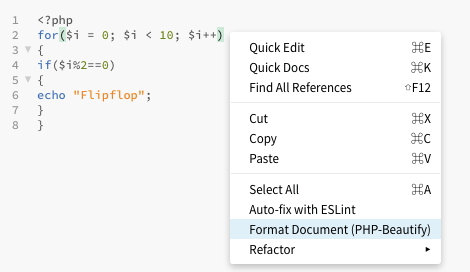 1 <?php
2 for($i = 0; $i < 10; $i++)
3 {
4 if($i%2==0)
5 {
6 echo "Flipflop";
7 }
8 }
Quick Edit ⌘E
Quick Docs ⌘K
Find All References ⇧F12
Cut ⌘X
Copy ⌘C
Paste ⌘V
Select All ⌘A
Auto-fix with ESLint
Format Document (PHP-Beautify)
Refactor